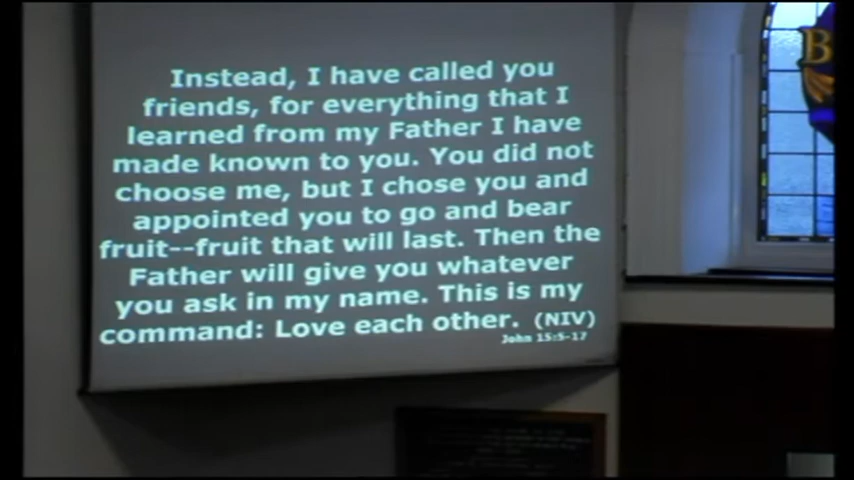 Instead, I have called you
friends, for everything that I
learned from my Father I have
made known to you. You did not
choose me, but I chose you and
appointed you to go and bear
fruit--fruit that will last. Then the
Father will give you whatever
you ask in my name. This is my
command: Love each other. (NIV)
John 15:5-17
B